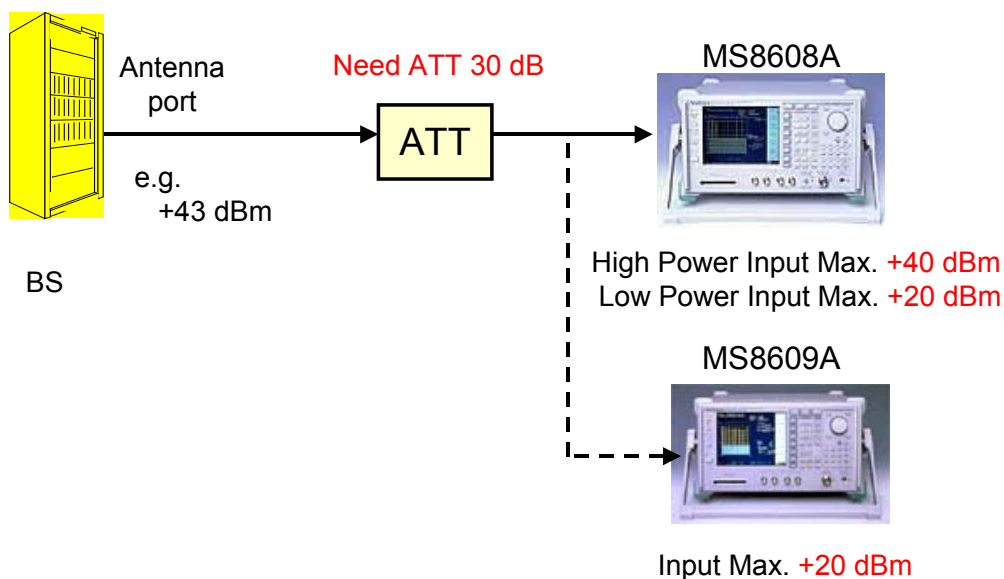 Antenna
port
e.g.
+43 dBm
BS
Need ATT 30 dB
ATT
MS8608A
High Power Input Max. +40 dBm
Low Power Input Max. +20 dBm
MS8609A
Input Max. +20 dBm